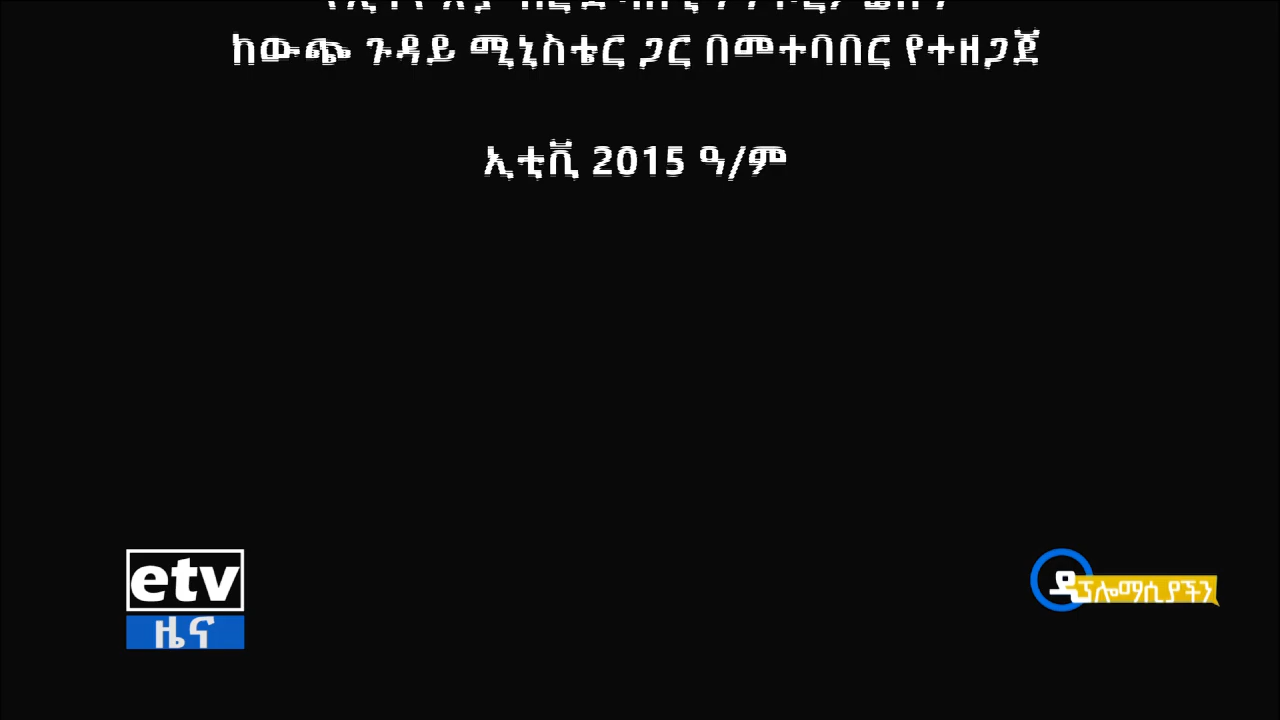 ከውጭ ጉዳይ ሚኒስቴር ጋር በመተባበር የተዘጋጀ
ኢቲቪ 2015 ዓ/ም
etv
ዜና
ዲፕሎማሲያችን